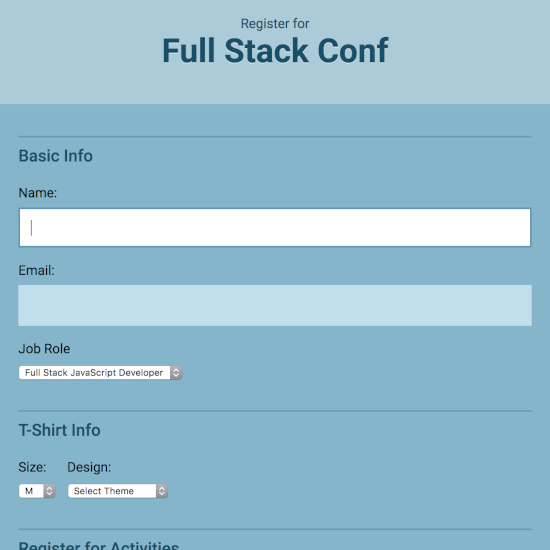 Register for
Full Stack Conf
Basic Info
Name:
Email:
Job Role
Full Stack JavaScript Developer
T-Shirt Info
Size: Design:
M Select Theme
Register for Activities